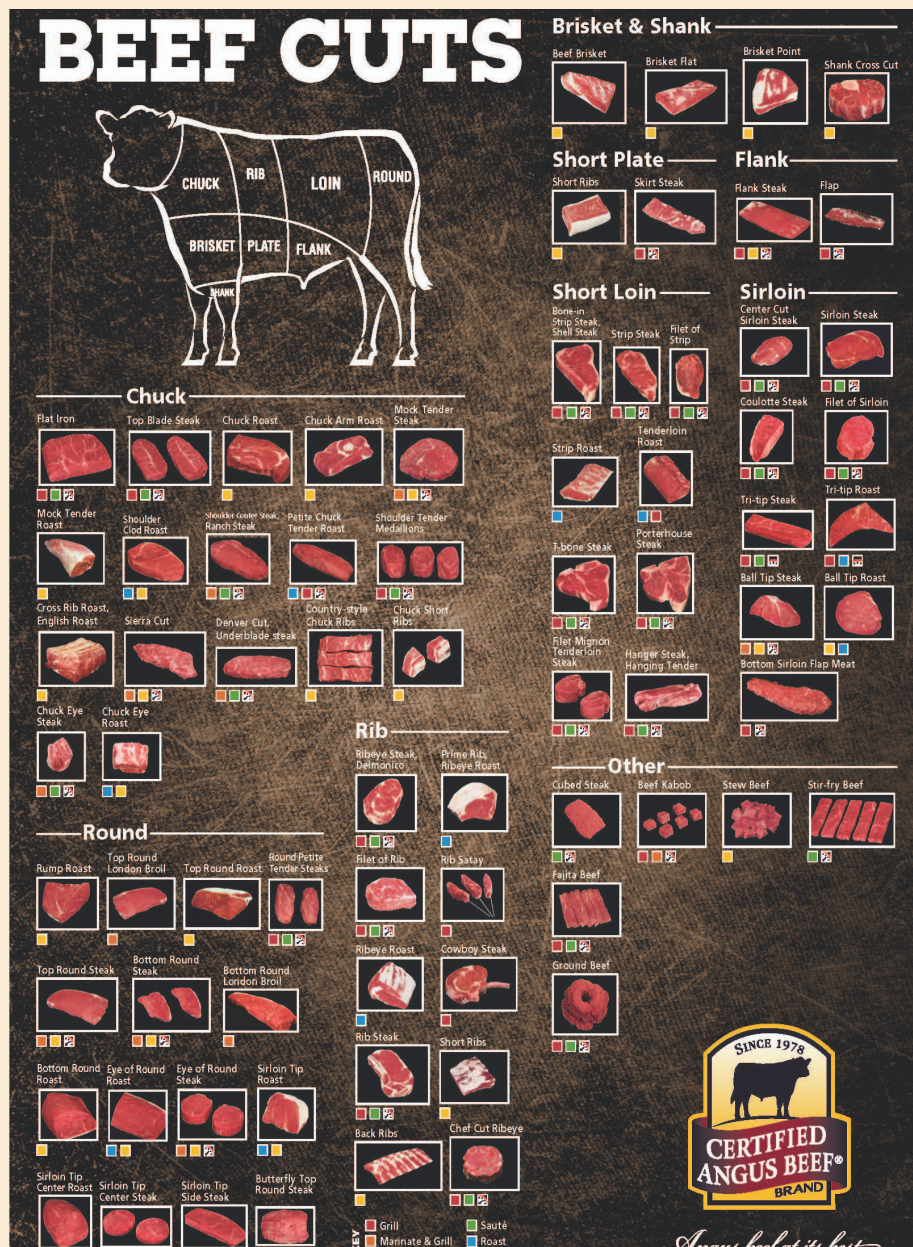 BEEF CUTS
CHUCK
RIB
LOIN
ROUND
BRISKET
PLATE
FLANK
SHANK
Brisket & Shank
Beef Brisket
Brisket Flat
Brisket Point
Shank Cross Cut
Short Plate
Short Ribs
Skirt Steak
Flank
Flank Steak
Flap
Short Loin
Bone-in
Strip Steak,
Shell Steak
Strip Steak
Filet of
Strip
Strip Roast
Tenderloin
Roast
T-bone Steak
Porterhouse
Steak
Filet Mignon
Tenderloin
Steak
Hanger Steak,
Hanging Tender
Sirloin
Center Cut
Sirloin Steak
Sirloin Steak
Coulotte Steak
Filet of Sirloin
Tri-tip Steak
Tri-tip Roast
Ball Tip Steak
Ball Tip Roast
Bottom Sirloin Flap Meat
Chuck
Flat Iron
Top Blade Steak
Chuck Roast
Chuck Arm Roast
Mock Tender
Steak
Mock Tender
Roast
Shoulder
Clod Roast
Shoulder Center Steak,
Ranch Steak
Petite Chuck
Tender Roast
Shoulder Tender
Medallions
Cross Rib Roast,
English Roast
Sierra Cut
Denver Cut,
Underblade steak
Country-style
Chuck Ribs
Chuck Short
Ribs
Chuck Eye
Steak
Chuck Eye
Roast
Rib
Ribeye Steak,
Delmonico
Prime Rib,
Ribeye Roast
Filet of Rib
Rib Satay
Ribeye Roast
Cowboy Steak
Rib Steak
Short Ribs
Back Ribs
Chef Cut Ribeye
Other
Cubed Steak
Beef Kabob
Stew Beef
Stir-fry Beef
Fajita Beef
Ground Beef
Round
Rump Roast
Top Round
London Broil
Top Round Roast
Round Petite
Tender Steaks
Top Round Steak
Bottom Round
Steak
Bottom Round
London Broil
Bottom Round
Roast
Eye of Round
Roast
Eye of Round
Steak
Sirloin Tip
Roast
Sirloin Tip
Center Roast
Sirloin Tip
Center Steak
Sirloin Tip
Side Steak
Butterfly Top
Round Steak
KEY
Grill
Sauté
Marinate & Grill
Roast
SINCE 1978
CERTIFIED
ANGUS BEEF®
BRAND
Angus beef at its best